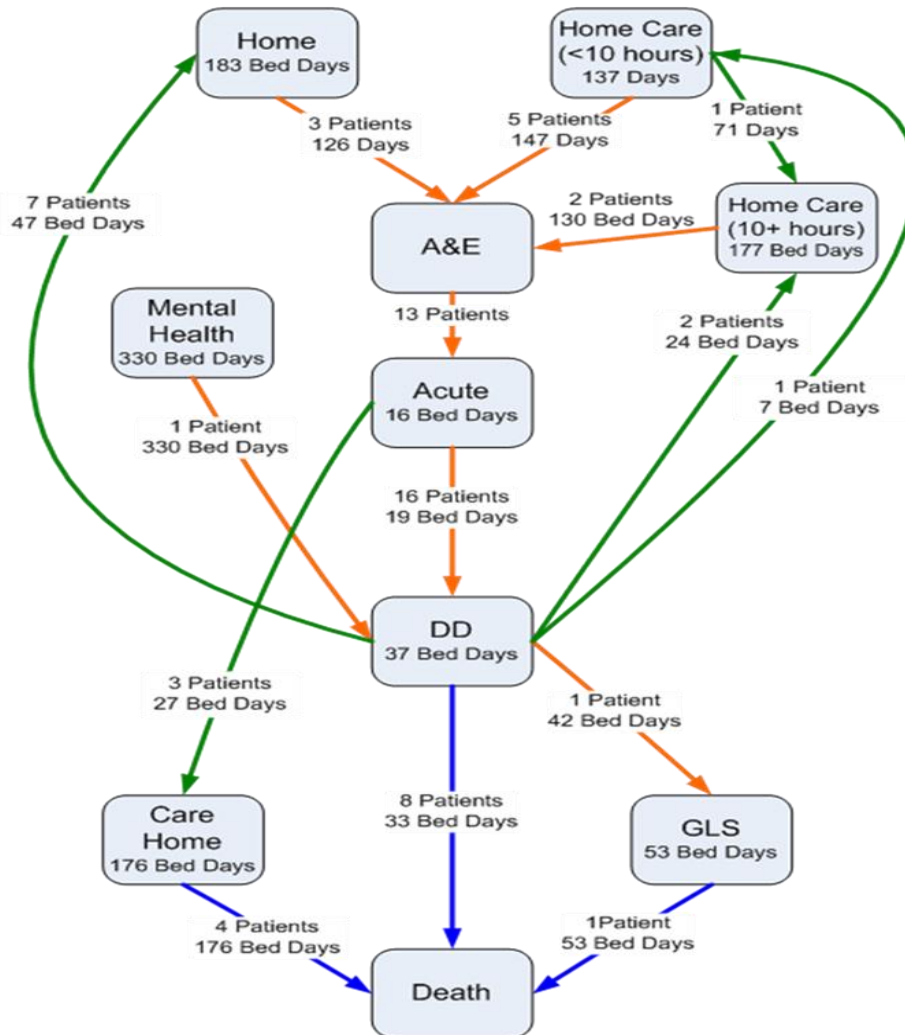 Home
183 Bed Days
Home Care
(<10 hours)
137 Days
3 Patients
126 Days
5 Patients
147 Days
1 Patient
71 Days
7 Patients
47 Bed Days
A&E
2 Patients
130 Bed Days
Home Care
(10+ hours)
177 Bed Days
Mental
Health
330 Bed Days
13 Patients
2 Patients
24 Bed Days
Acute
16 Bed Days
1 Patient
7 Bed Days
1 Patient
330 Bed Days
16 Patients
19 Bed Days
DD
37 Bed Days
3 Patients
27 Bed Days
1 Patient
42 Bed Days
8 Patients
33 Bed Days
Care
Home
176 Bed Days
GLS
53 Bed Days
4 Patients
176 Bed Days
1Patient
53 Bed Days
Death